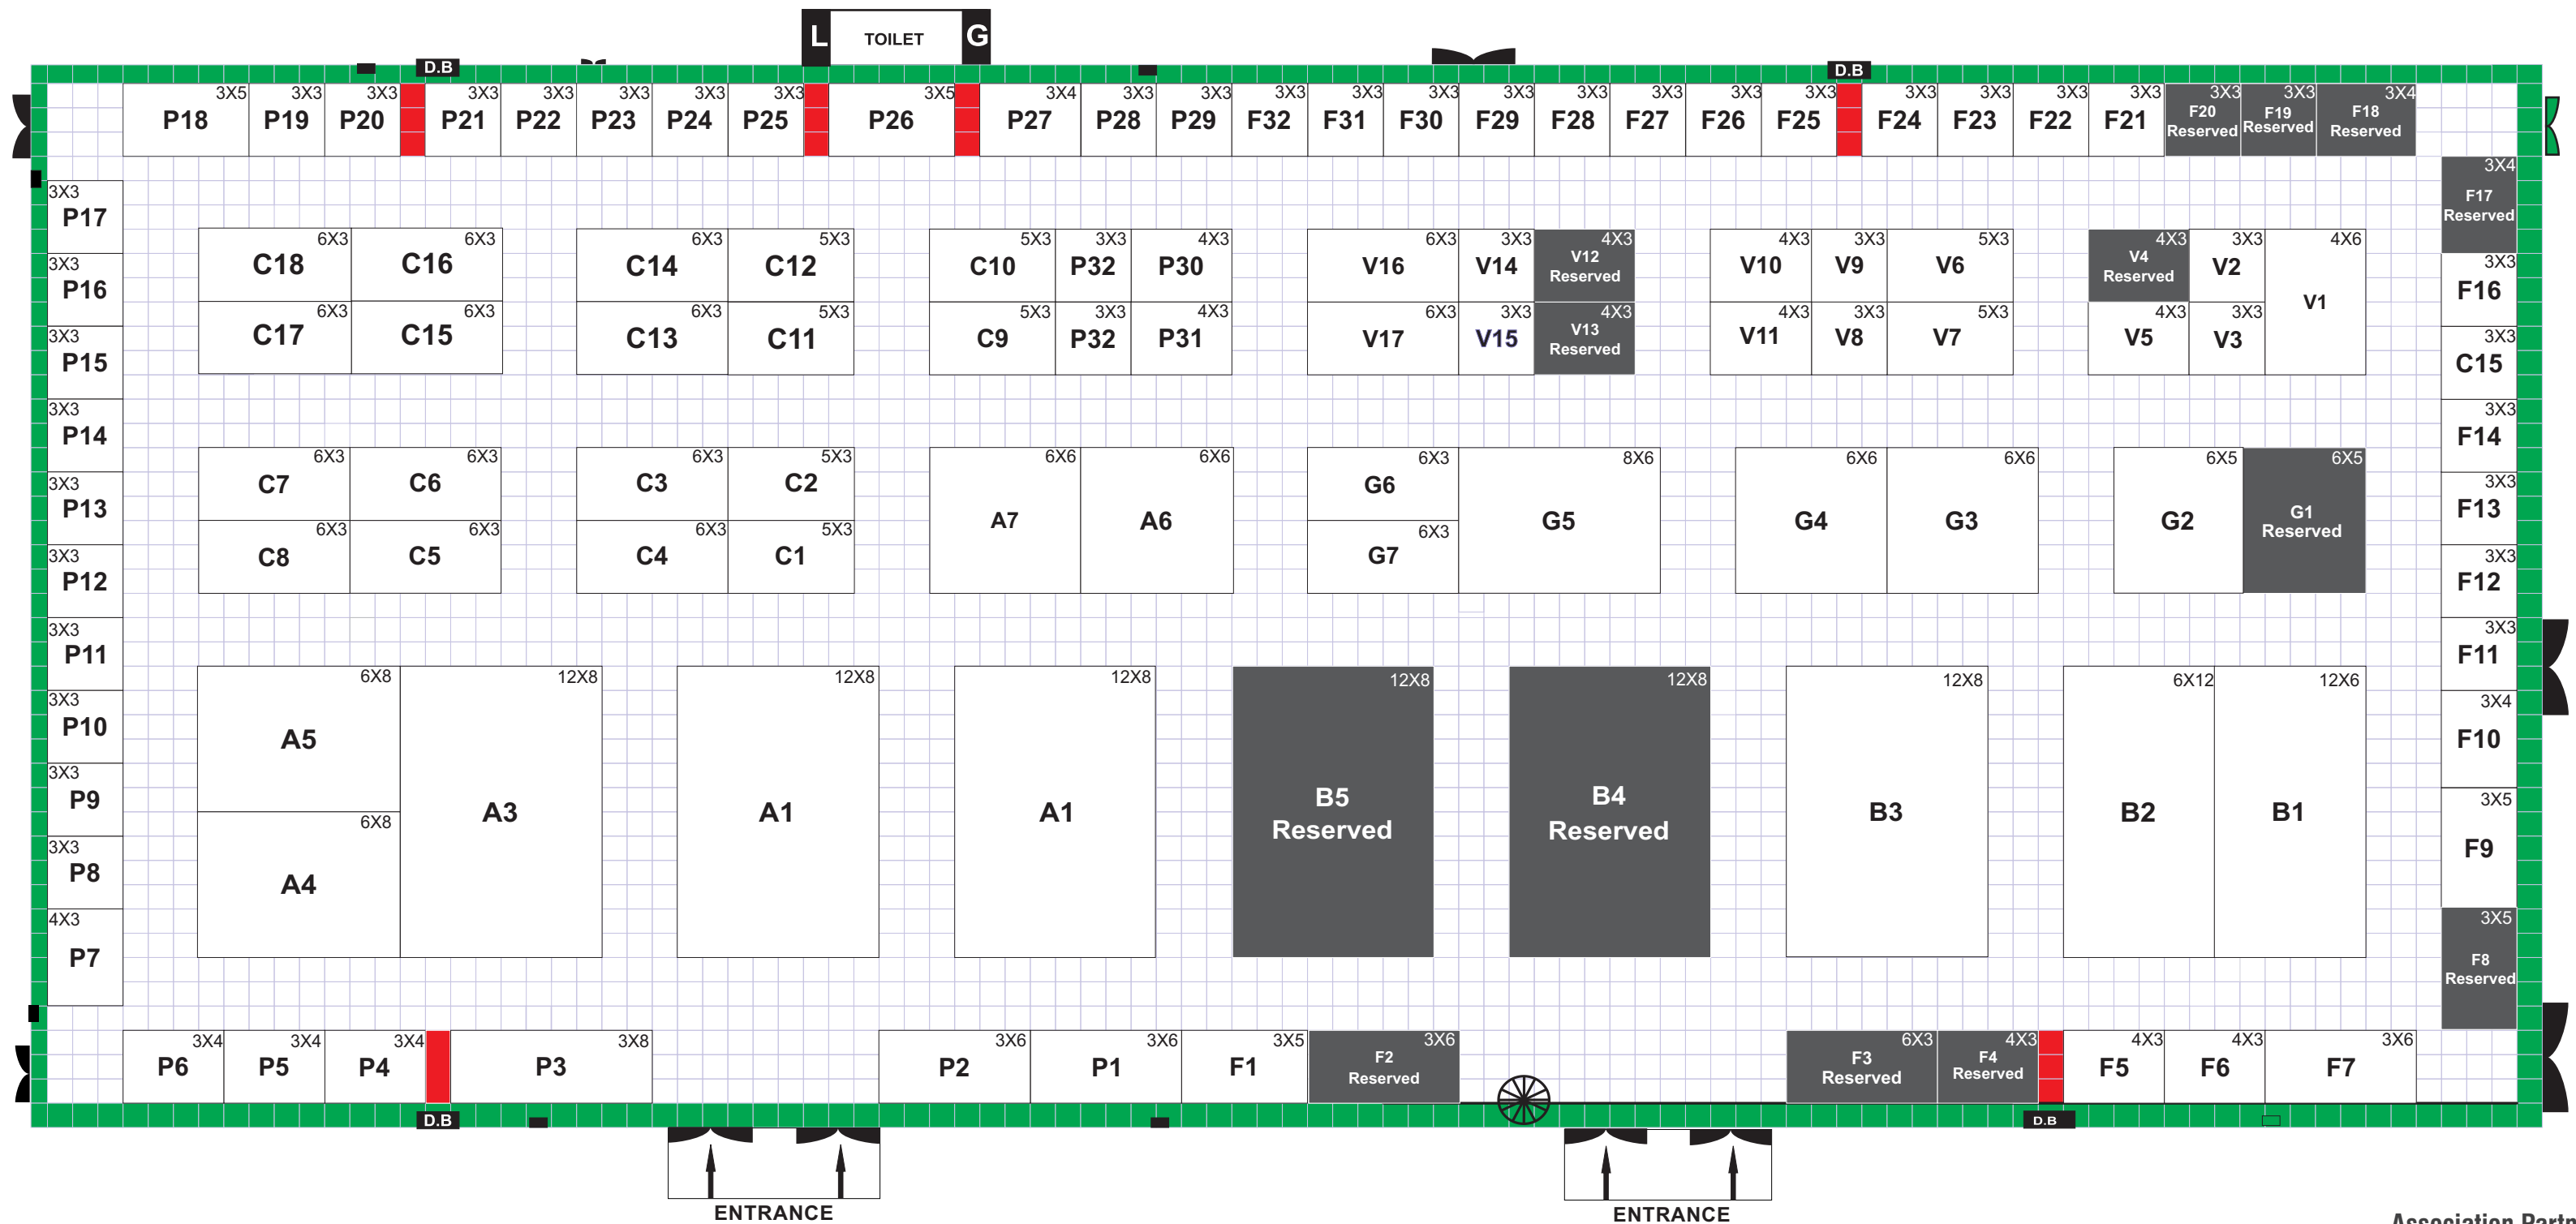 L TOILET G
D.B D.B
3X5 3X3 3X3 3X3 3X3 3X3 3X3 3X3 3X5 3X4 3X3 3X3 3X3 3X3 3X3 3X3 3X3 3X3 3X3 3X3 3X3 3X3 3X3 3X3 3X3 3X3 3X4
P18 P19 P20 P21 P22 P23 P24 P25 P26 P27 P28 P29 F32 F31 F30 F29 F28 F27 F26 F25 F24 F23 F22 F21 F20 F19 F18
Reserved Reserved Reserved
3X4
F17
Reserved
3X3
P17
3X3
P16
3X3
P15
3X3
P14
3X3
P13
3X3
P12
3X3
P11
3X3
P10
3X3
P9
3X3
P8
4X3
P7
6X3 6X3 6X3 5X3 5X3 3X3 4X3 6X3 3X3 4X3 4X3 3X3 5X3 4X3 3X3 4X6
C18 C16 C14 C12 C10 P32 P30 V16 V14 V12 V10 V9 V6 V4 V2 V1
Reserved Reserved
6X3 6X3 6X3 5X3 5X3 3X3 4X3 6X3 3X3 4X3 4X3 3X3 5X3 4X3 3X3
C17 C15 C13 C11 C9 P32 P31 V17 V15 V13 V11 V8 V7 V5 V3
Reserved
6X3 6X3 6X3 5X3 6X6 6X6 6X3 8X6 6X6 6X6 6X5 6X5
C7 C6 C3 C2 A7 A6 G6 G5 G4 G3 G2 G1
Reserved
6X3 6X3 6X3 5X3 6X3
C8 C5 C4 C1 G7
6X8 12X8 12X8 12X8 12X8 12X8 12X8 6X12 12X6
A5 A3 A1 A1 B5 B4 B3 B2 B1
Reserved Reserved
6X8
A4
3X3
F16
3X3
C15
3X3
F14
3X3
F13
3X3
F12
3X3
F11
3X4
F10
3X5
F9
3X5
F8
Reserved
3X4 3X4 3X4 3X8 3X6 3X6 3X5 3X6 6X3 4X3 4X3 4X3 3X6
P6 P5 P4 P3 P2 P1 F1 F2 F3 F4 F5 F6 F7
Reserved Reserved Reserved
D.B D.B
ENTRANCE ENTRANCE